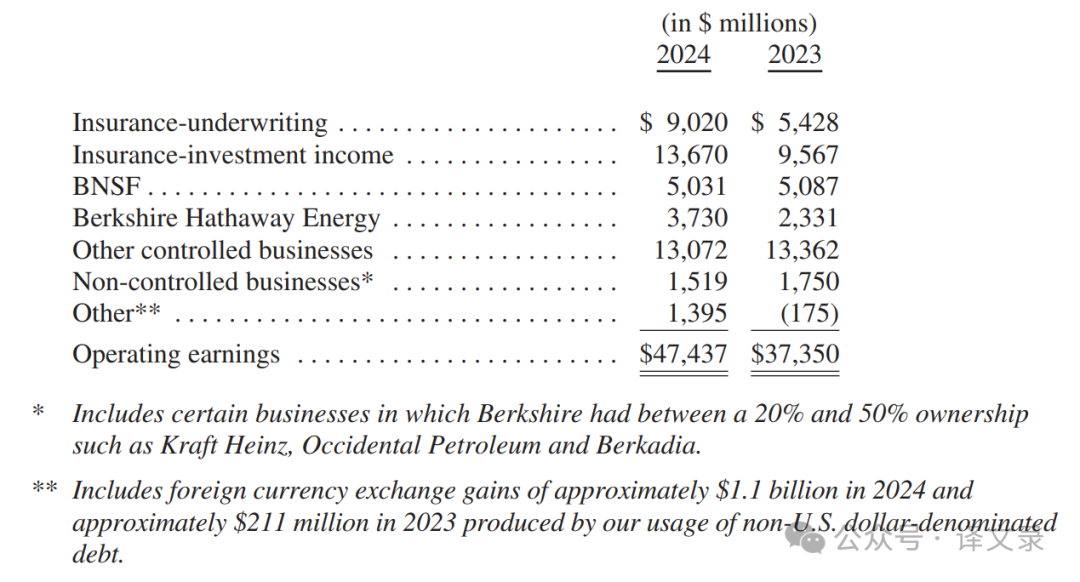 (in $ millions)
2024 2023
Insurance-underwriting ...................... $ 9,020 $ 5,428
Insurance-investment income ................ 13,670 9,567
BNSF .................................. 5,031 5,087
Berkshire Hathaway Energy ................. 3,730 2,331
Other controlled businesses ................. 13,072 13,362
Non-controlled businesses* ................. 1,519 1,750
Other** ................................ 1,395 (175)
Operating earnings ........................ $47,437 $37,350
* Includes certain businesses in which Berkshire had between a 20% and 50% ownership
such as Kraft Heinz, Occidental Petroleum and Berkadia.
** Includes foreign currency exchange gains of approximately $1.1 billion in 2024 and
approximately $211 million in 2023 produced by our usage of non-U.S. dollar-denominated
debt.
公众号 · 译文录